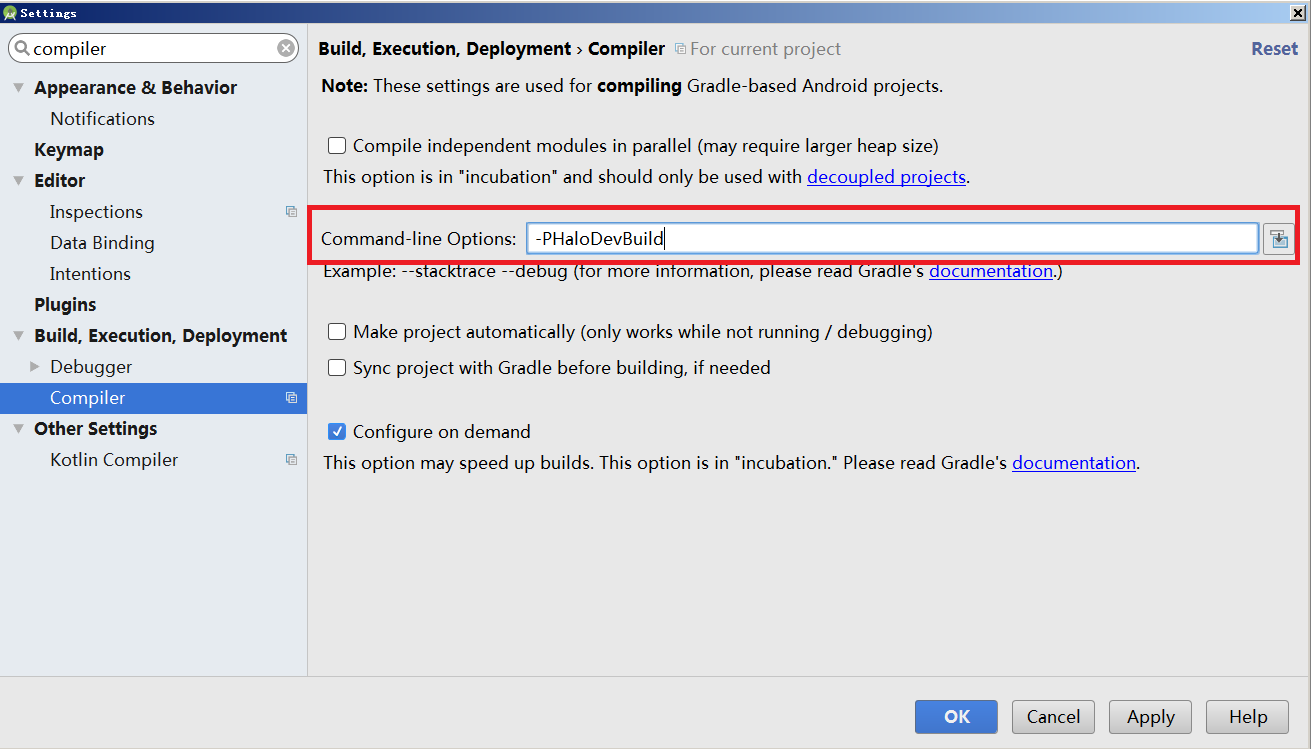 Settings
compiler
Appearance & Behavior
Notifications
Keymap
Editor
Inspections
Data Binding
Intentions
Plugins
Build, Execution, Deployment
Debugger
Compiler
Other Settings
Kotlin Compiler
Build, Execution, Deployment › Compiler For current project Reset
Note: These settings are used for compiling Gradle-based Android projects.
Compile independent modules in parallel (may require larger heap size)
This option is in "incubation" and should only be used with decoupled projects.
Command-line Options: -PHaloDevBuild
Example: --stacktrace --debug (for more information, please read Gradle's documentation.)
Make project automatically (only works while not running / debugging)
Sync project with Gradle before building, if needed
Configure on demand
This option may speed up builds. This option is in "incubation." Please read Gradle's documentation.
OK Cancel Apply Help